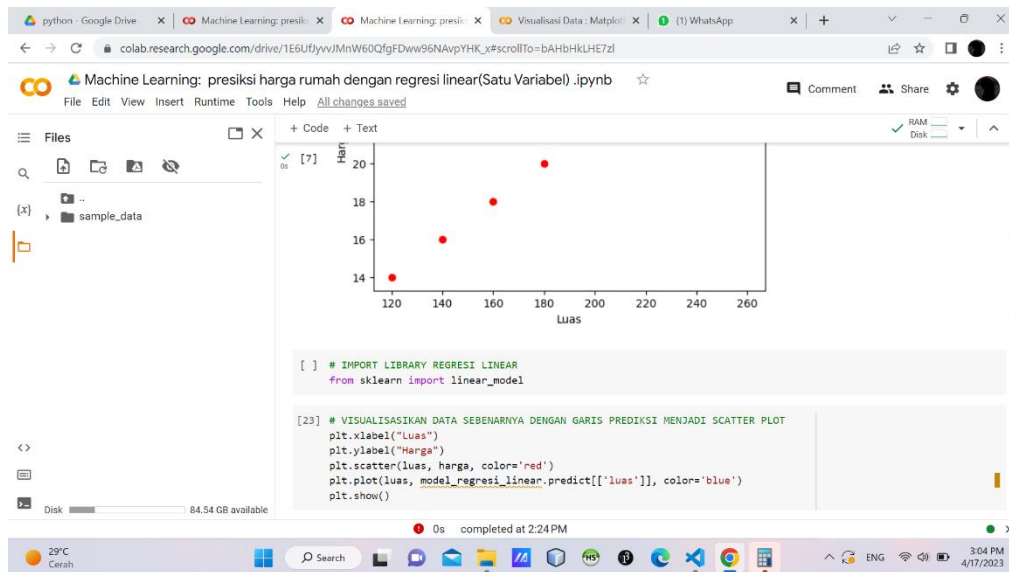 python - Google Drive
Machine Learning: presiks
Machine Learning: presiks
Visualisasi Data : Matplotl
(1) WhatsApp
colab.research.google.com/drive/1E6UfJyvvJMnW60QfgFDww96NAvpYHK_x#scrollTo=bAHbHkLHE7zl
Machine Learning: presiksi harga rumah dengan regresi linear(Satu Variabel) .ipynb
Comment
Share
File Edit View Insert Runtime Tools Help All changes saved
Files
+ Code + Text
RAM
Disk
..
sample_data
{x}
[7]
0s
Har
20
18
16
14
120 140 160 180 200 220 240 260
Luas
[ ] # IMPORT LIBRARY REGRESI LINEAR
from sklearn import linear_model
[23] # VISUALISASIKAN DATA SEBENARNYA DENGAN GARIS PREDIKSI MENJADI SCATTER PLOT
plt.xlabel("Luas")
plt.ylabel("Harga")
plt.scatter(luas, harga, color='red')
plt.plot(luas, model_regresi_linear.predict[['luas']], color='blue')
plt.show()
Disk
84.54 GB available
0s completed at 2:24 PM
29°C
Cerah
Search
ENG
3:04 PM
4/17/2023